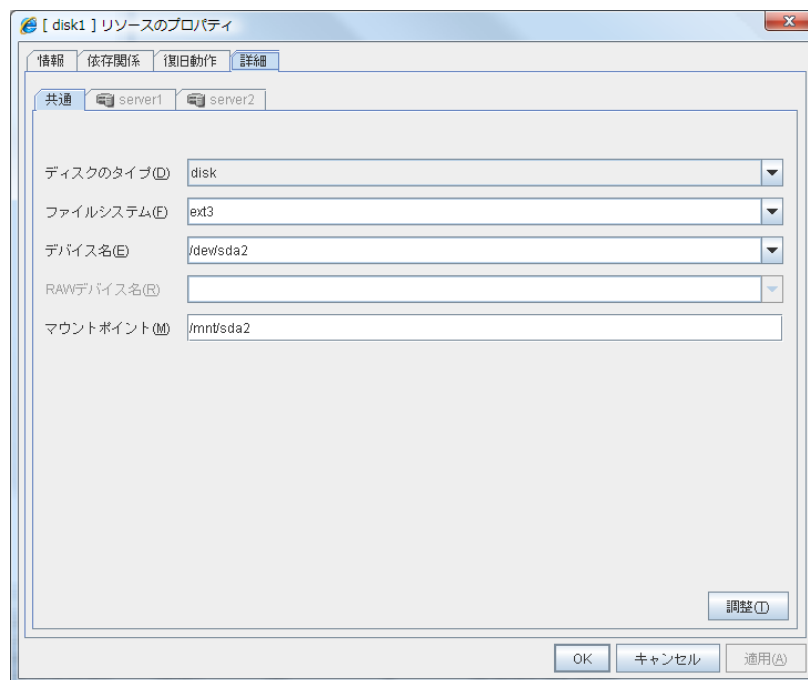 [ disk1 ] リソースのプロパティ
情報 依存関係 復旧動作 詳細
共通 server1 server2
ディスクのタイプ(D) disk
ファイルシステム(F) ext3
デバイス名(E) /dev/sda2
RAWデバイス名(R)
マウントポイント(M) /mnt/sda2
調整(T)
OK キャンセル 適用(A)